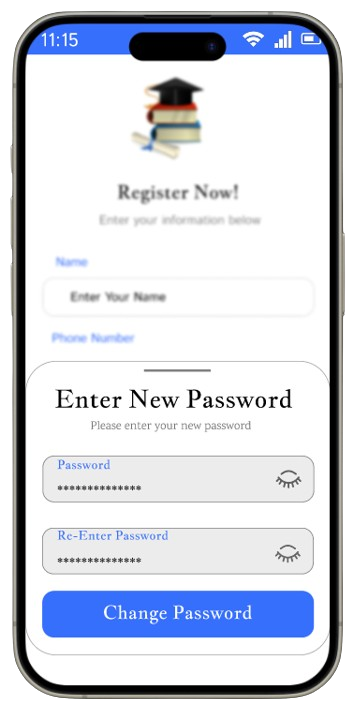 11:15
Register Now!
Enter your information below
Name
Enter Your Name
Phone Number
Enter New Password
Please enter your new password
Password
**************
Re-Enter Password
**************
Change Password